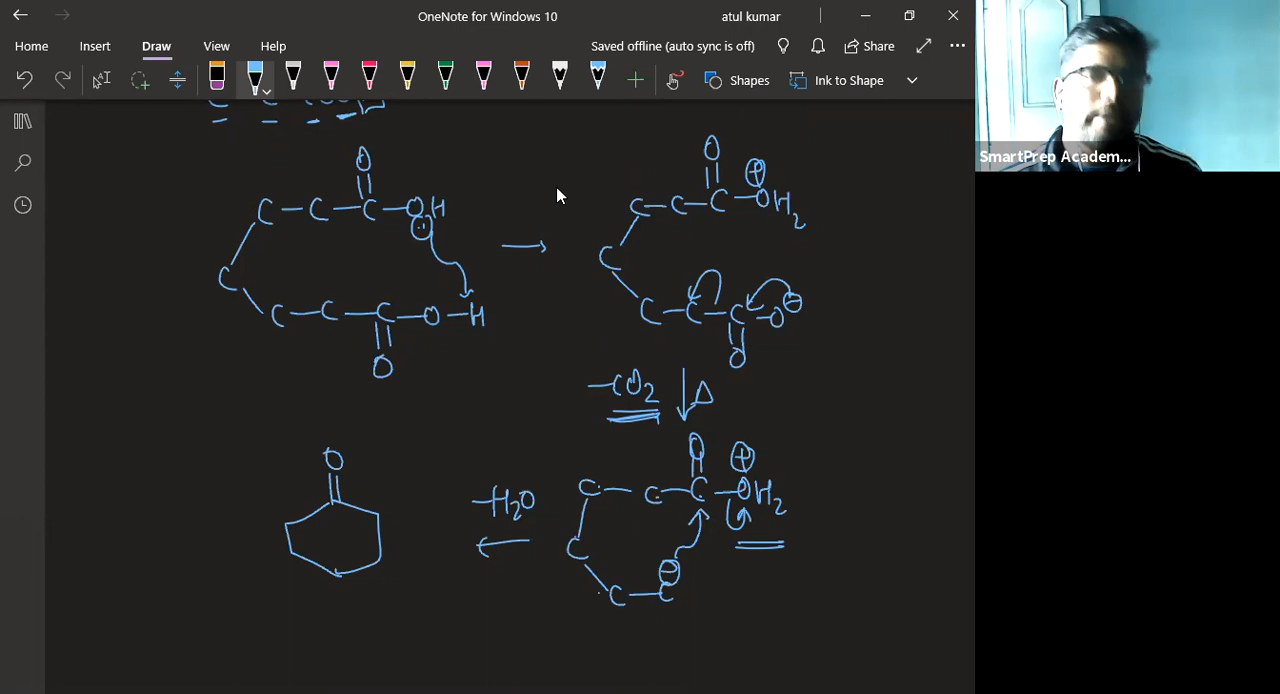 OneNote for Windows 10
atul kumar
Home Insert Draw View Help
Saved offline (auto sync is off)
Share
Shapes
Ink to Shape
SmartPrep Academ...
O
C — C — C — OH
C
C — C — C — O — H
O
O
⊕
C — C — C — OH2
C
⊖
C — C — C — O
O
—CO2 ↓ Δ
O
⊕
C — C — C — OH2
C
⊖
C — C
—H2O
O